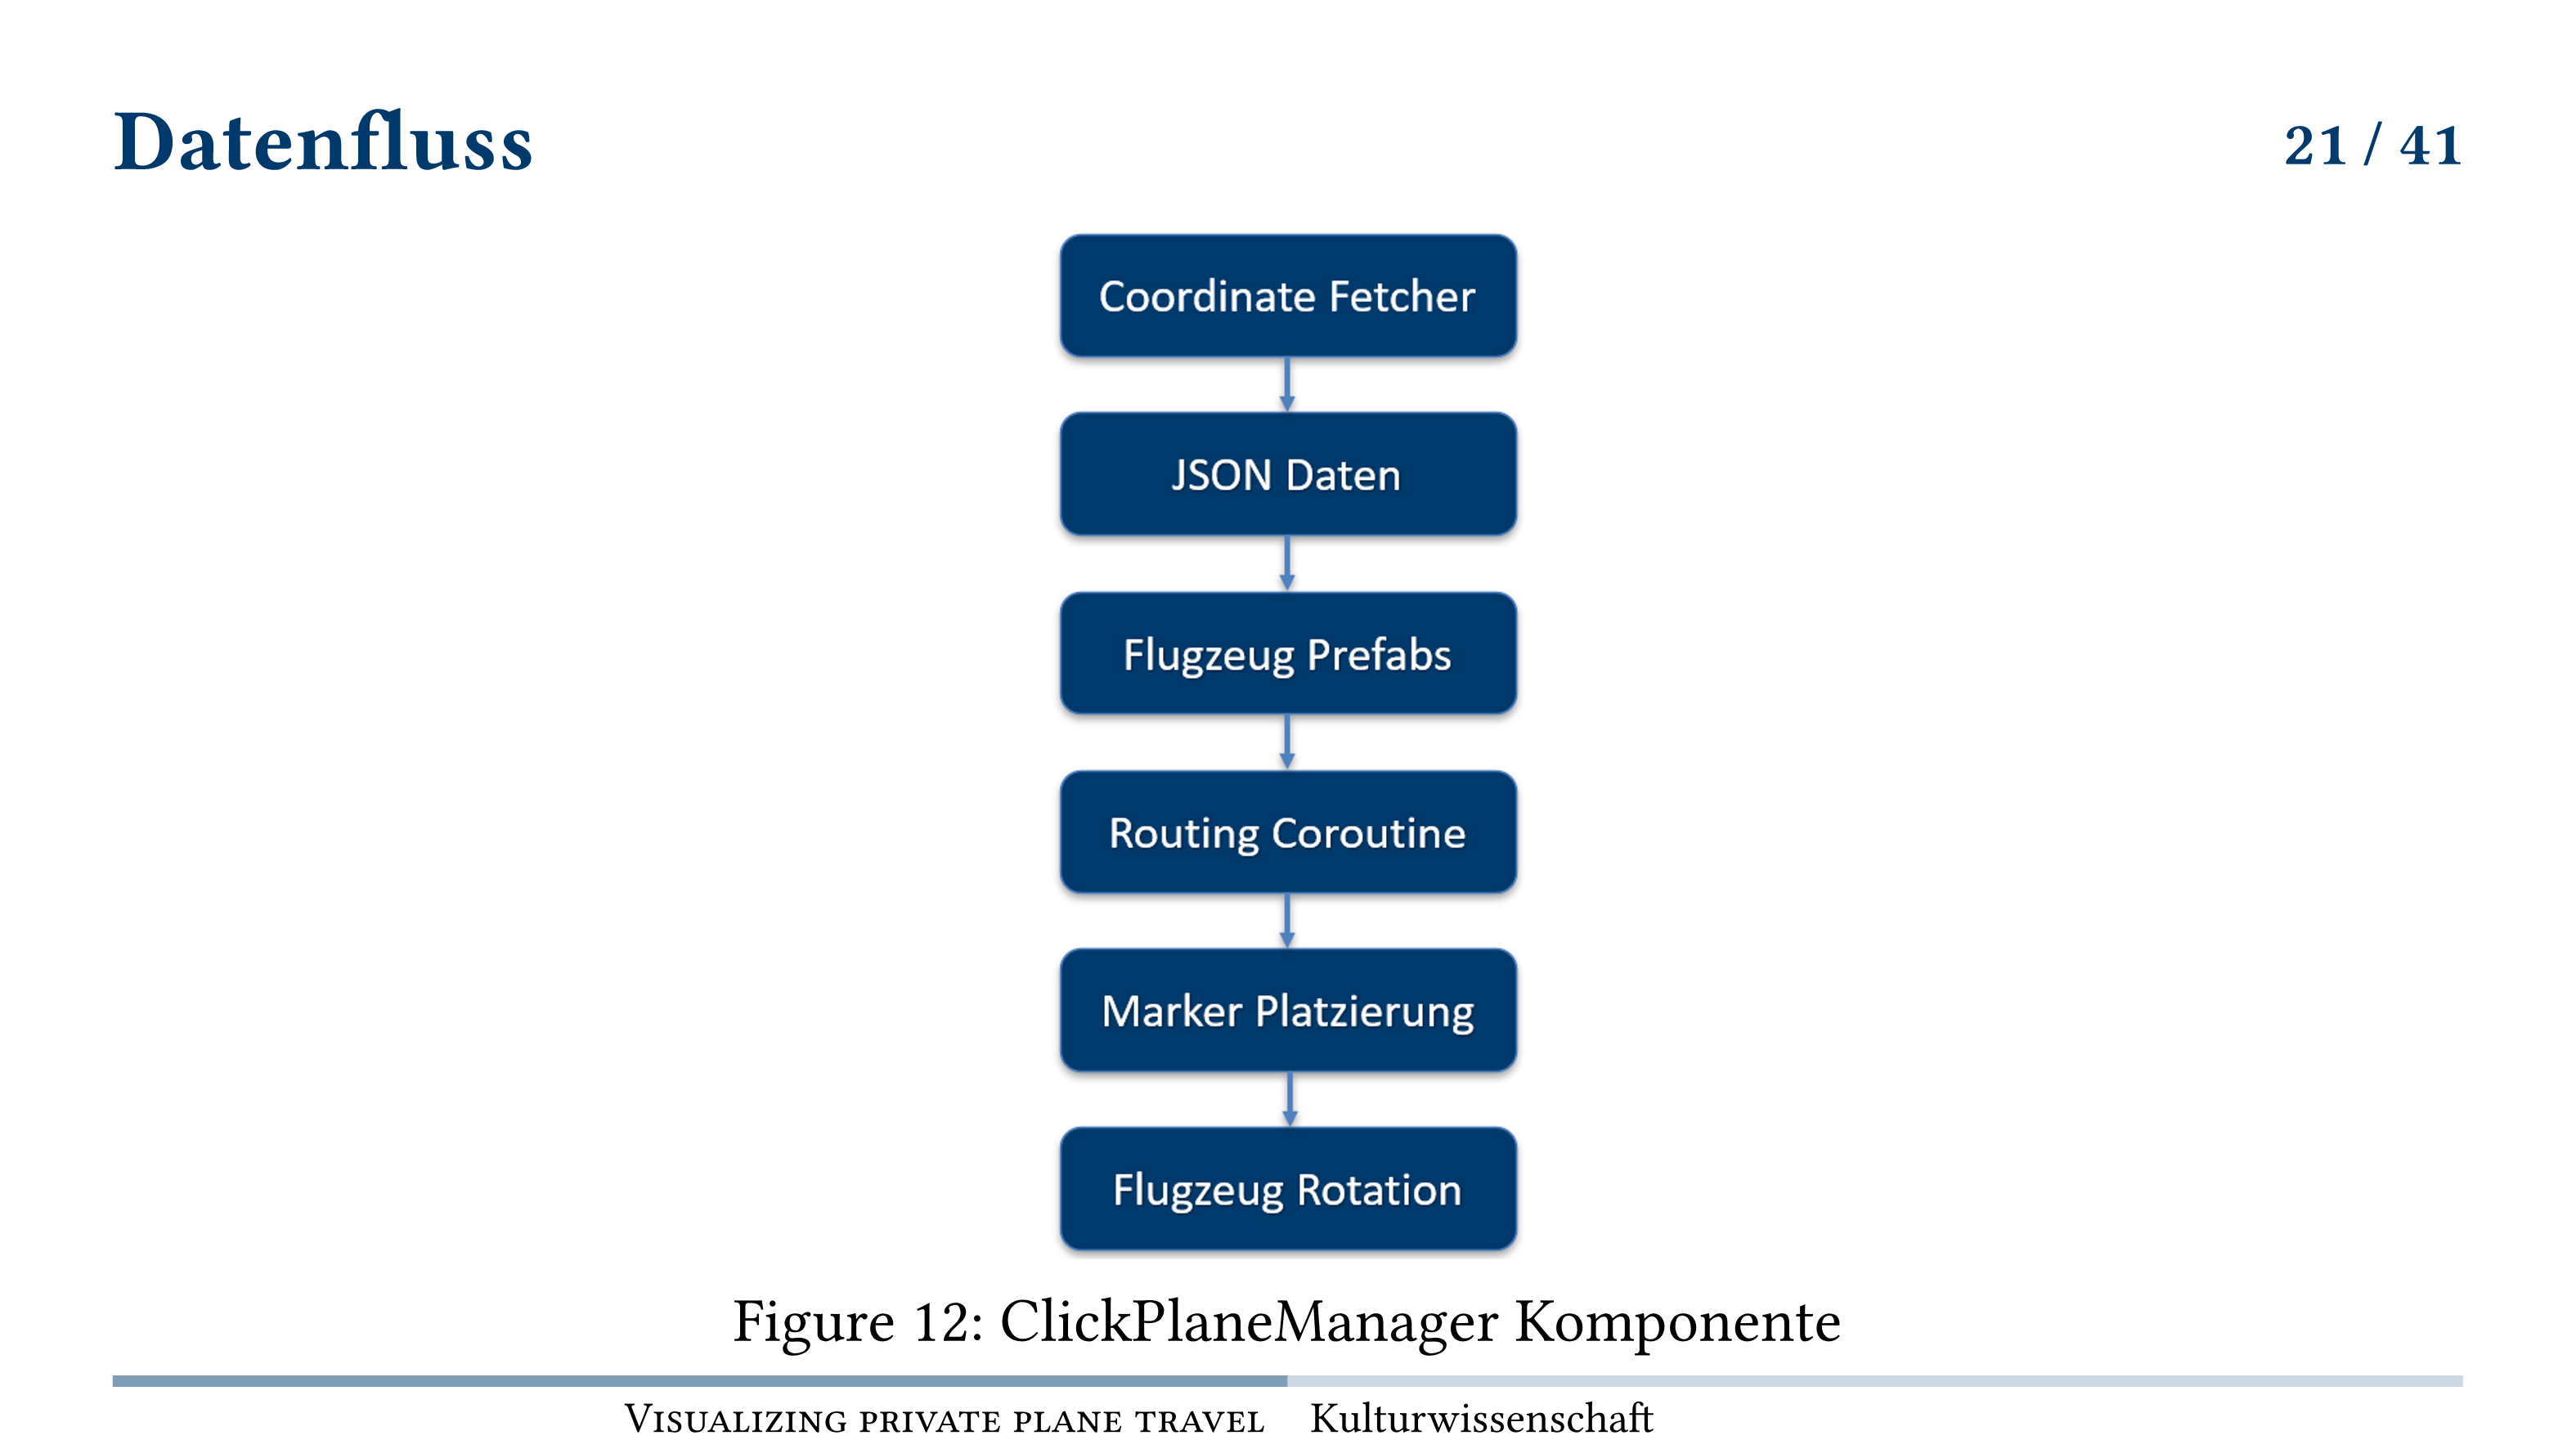 Datenfluss
21 / 41
Coordinate Fetcher
JSON Daten
Flugzeug Prefabs
Routing Coroutine
Marker Platzierung
Flugzeug Rotation
Figure 12: ClickPlaneManager Komponente
Visualizing private plane travel Kulturwissenschaft